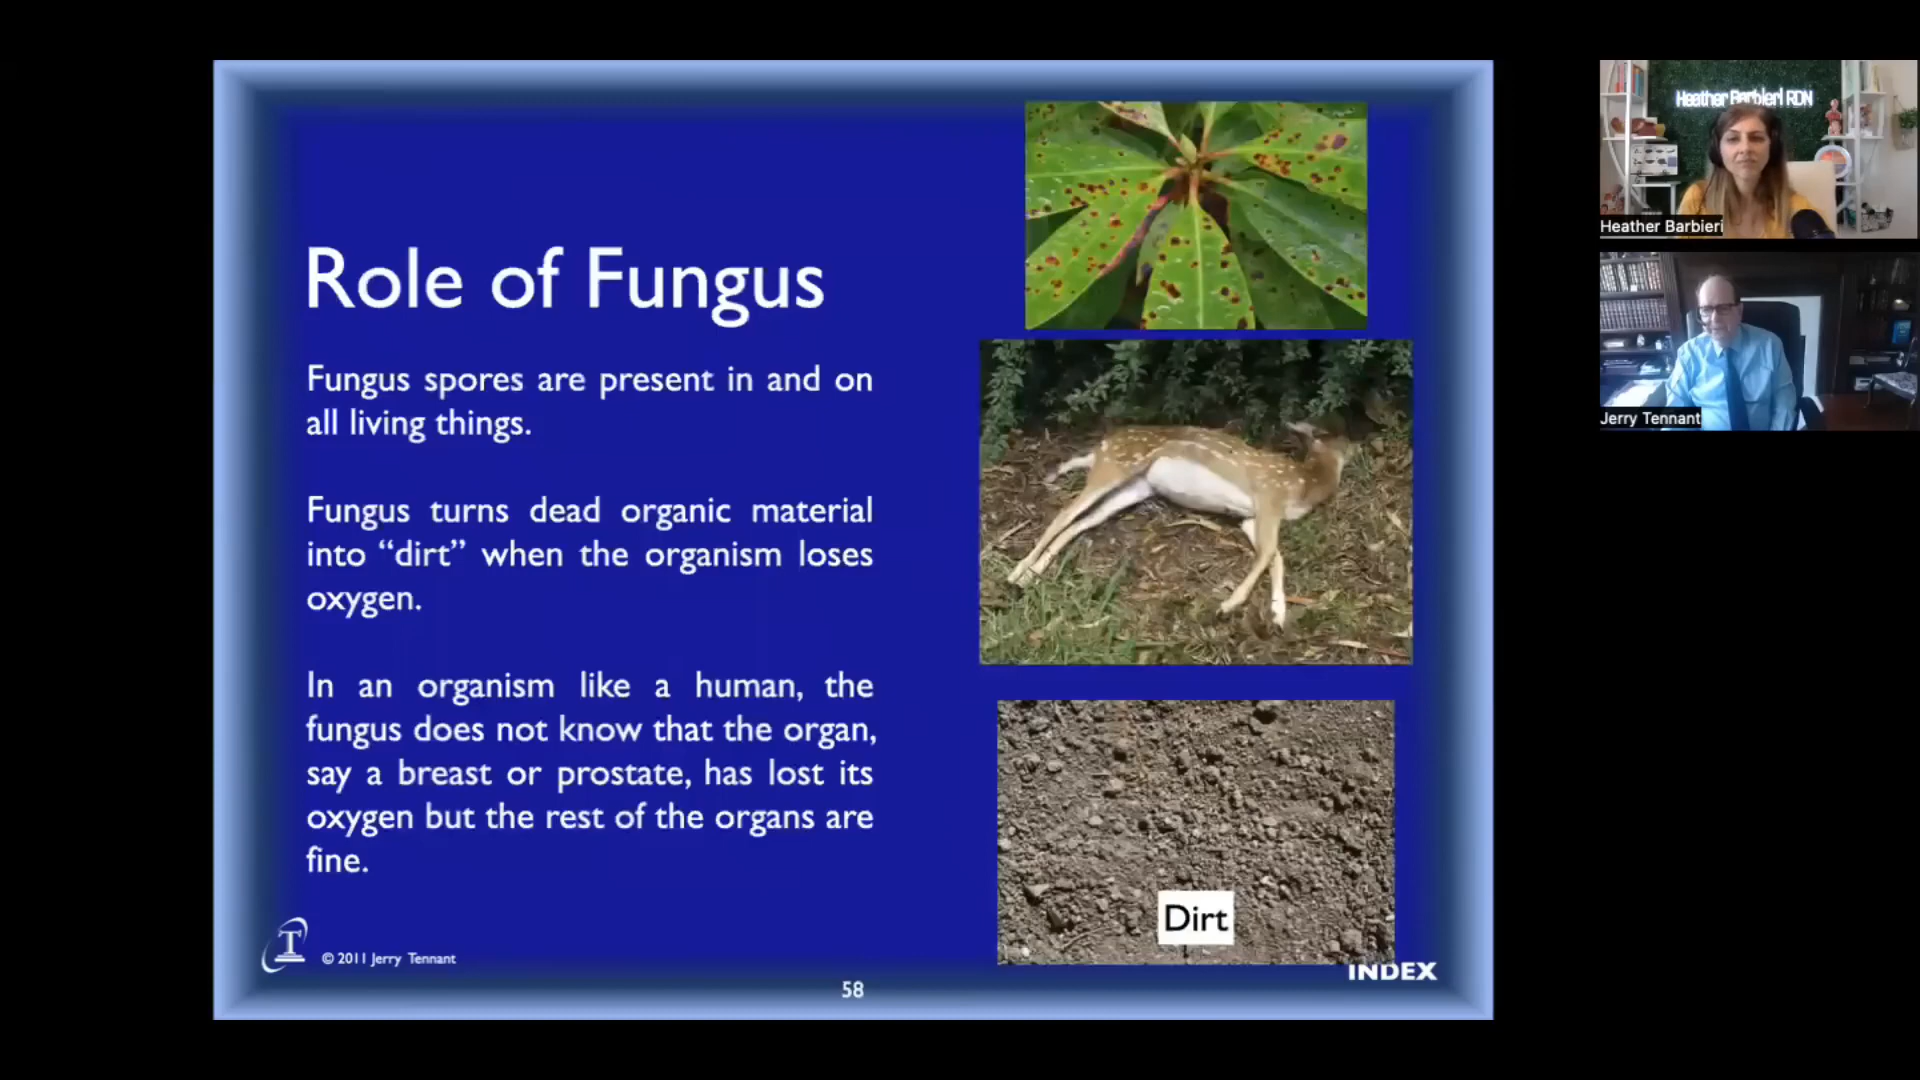 Role of Fungus
Fungus spores are present in and on
all living things.
Fungus turns dead organic material
into “dirt” when the organism loses
oxygen.
In an organism like a human, the
fungus does not know that the organ,
say a breast or prostate, has lost its
oxygen but the rest of the organs are
fine.
T
© 2011 Jerry Tennant
58
Dirt
INDEX
Heather Barbieri RDN
Heather Barbieri
Jerry Tennant